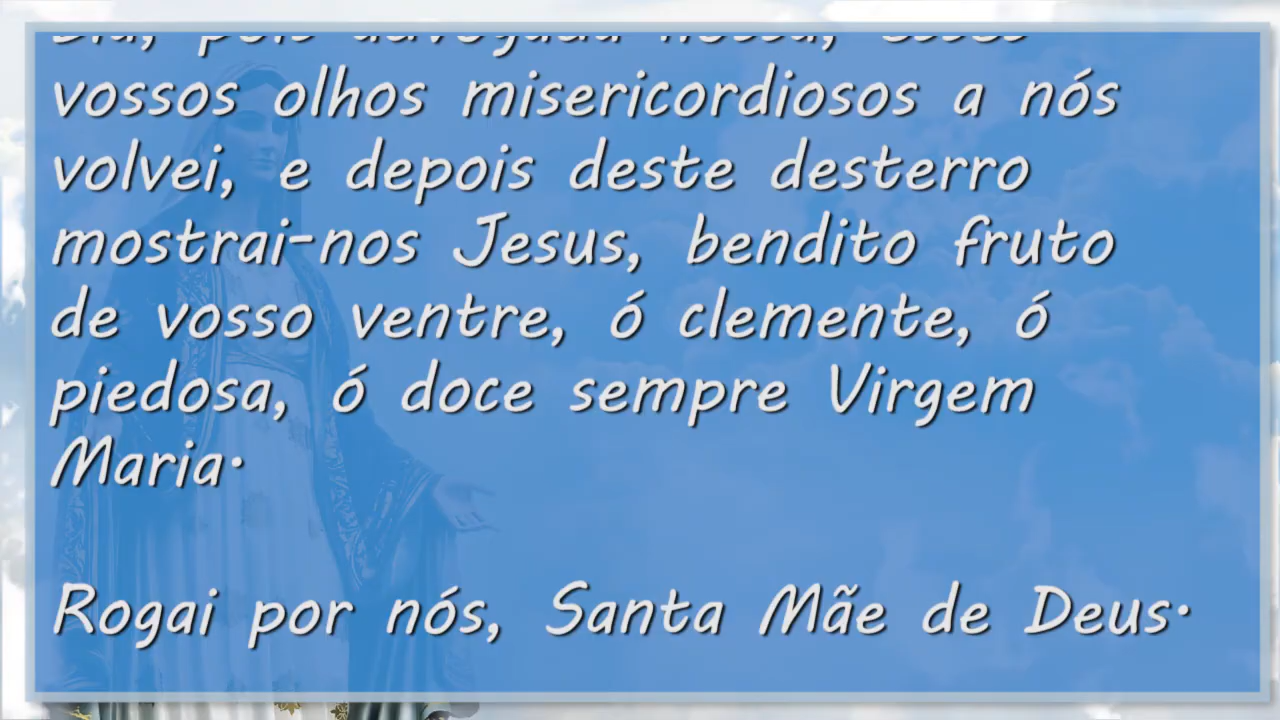 vossos olhos misericordiosos a nós
volvei, e depois deste desterro
mostrai-nos Jesus, bendito fruto
de vosso ventre, ó clemente, ó
piedosa, ó doce sempre Virgem
Maria.
Rogai por nós, Santa Mãe de Deus.